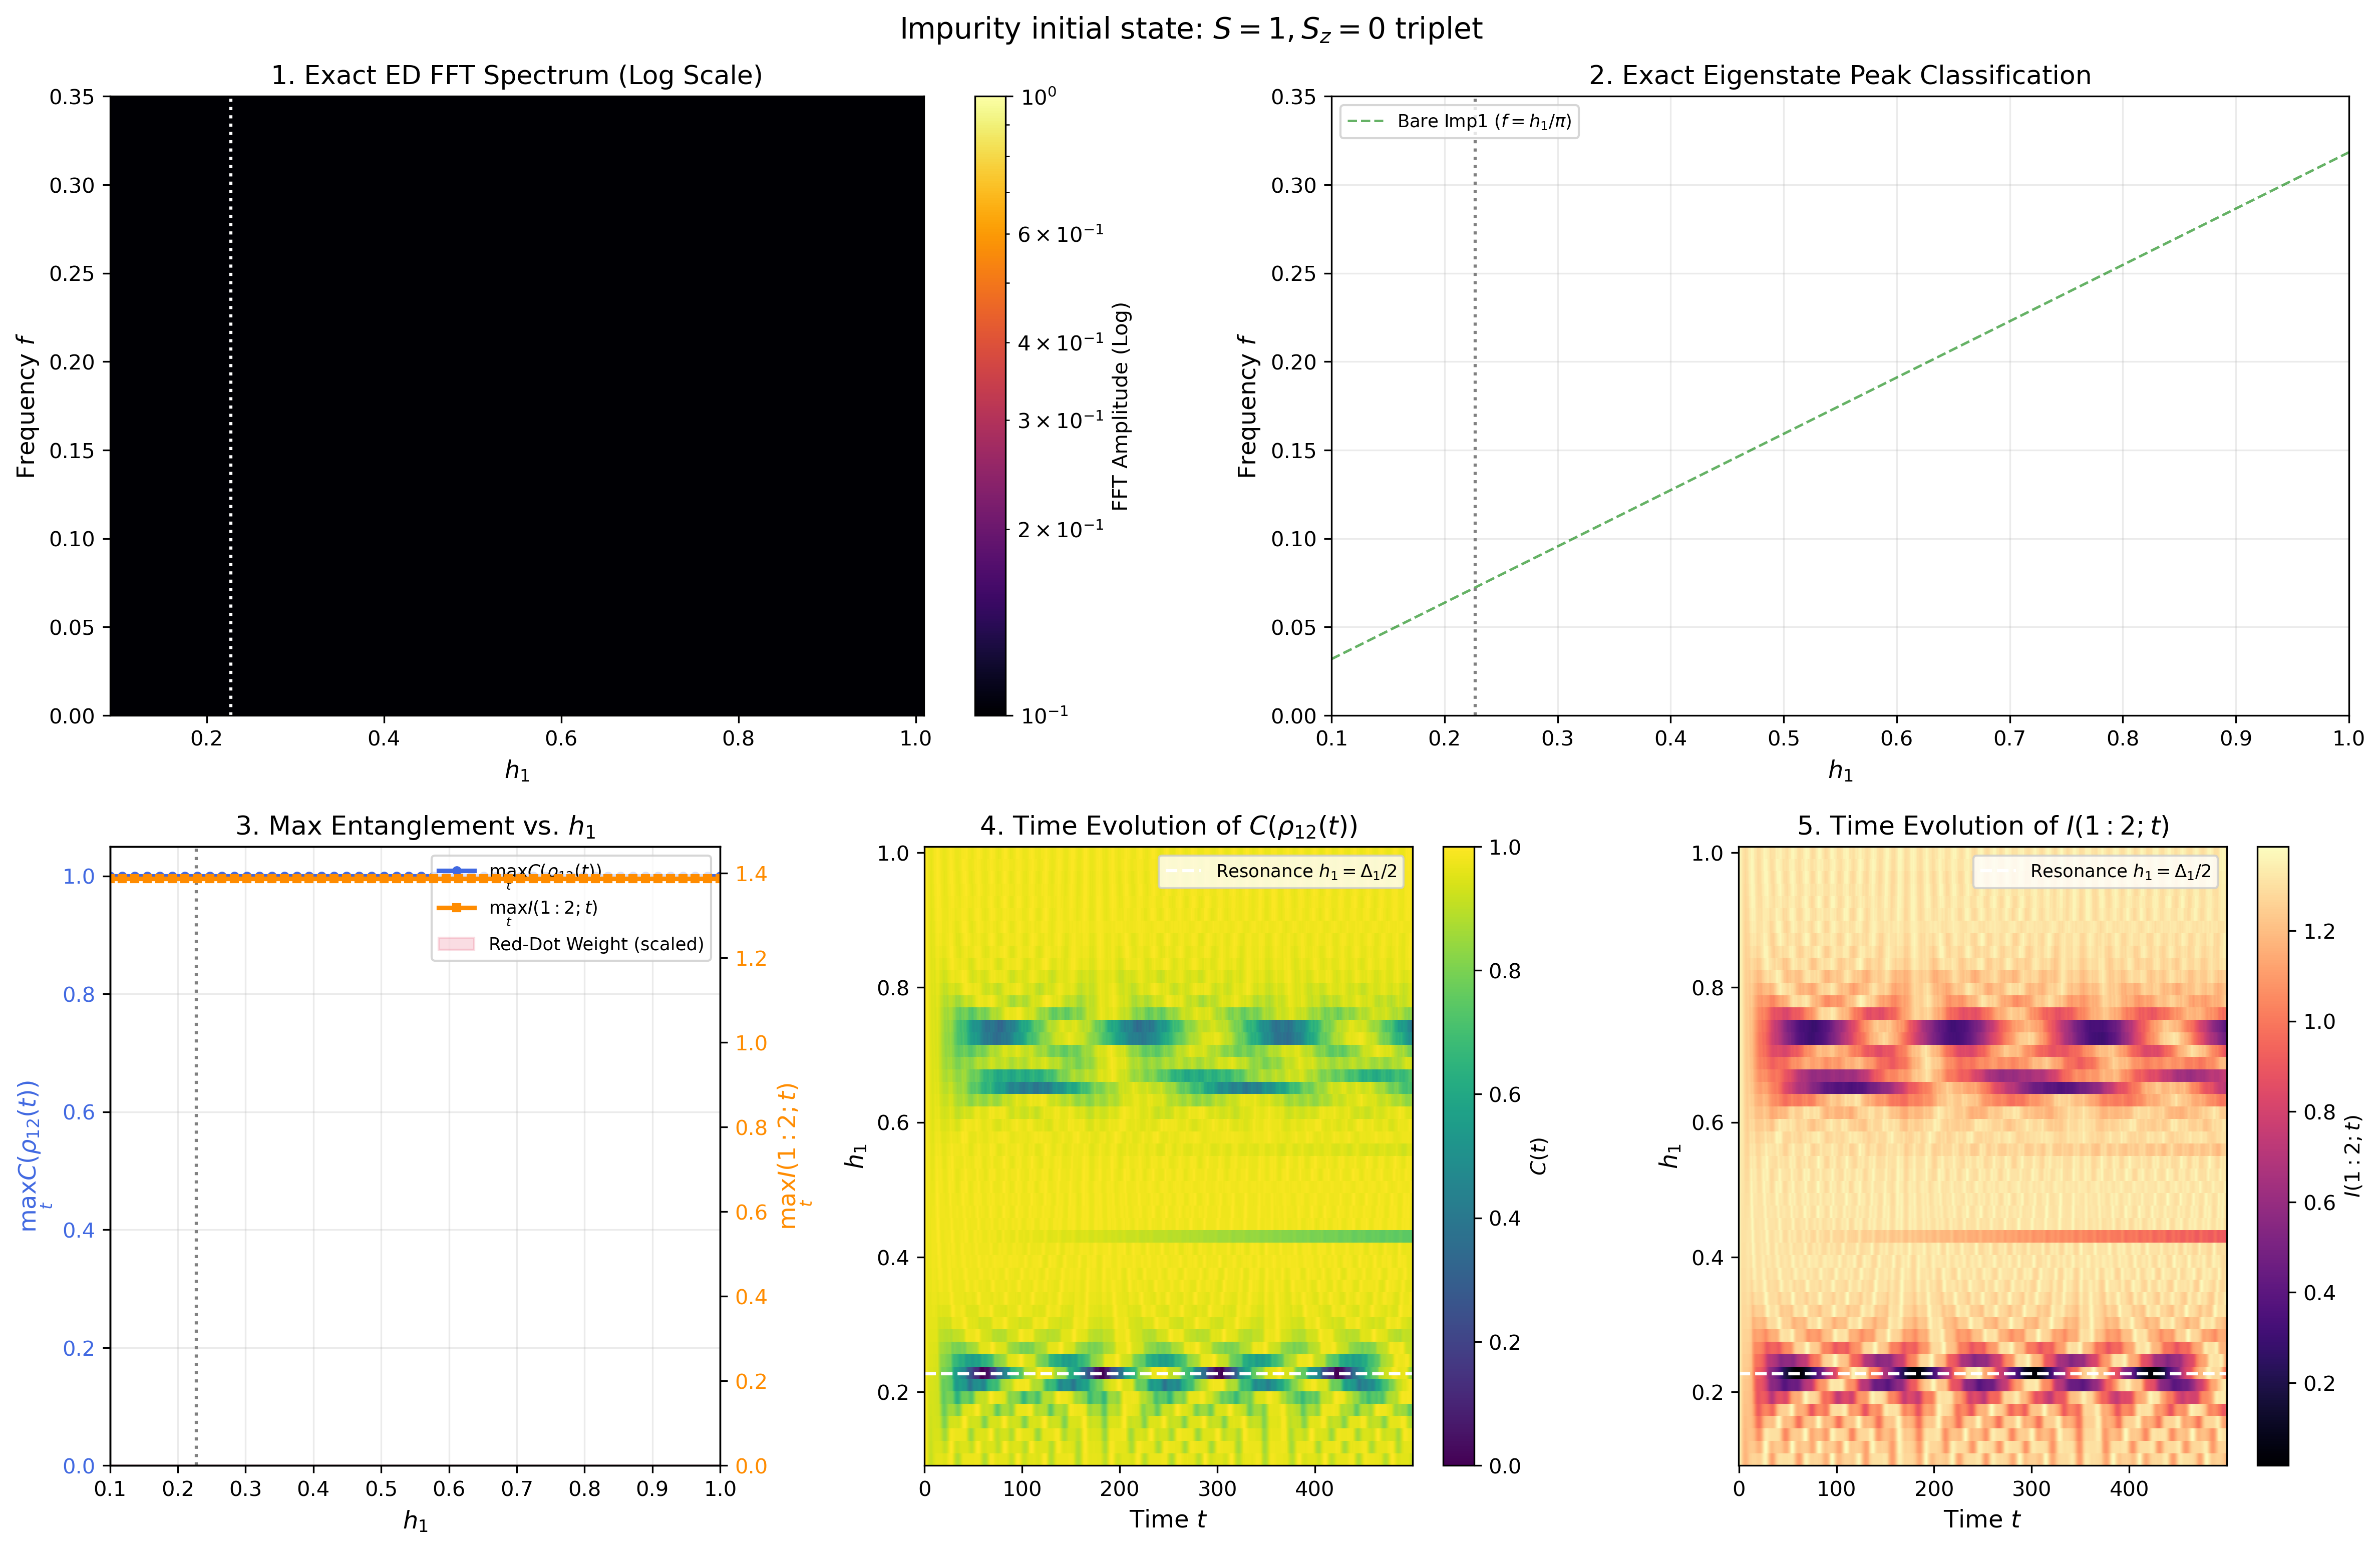 Impurity initial state: S = 1, S_z = 0 triplet
1. Exact ED FFT Spectrum (Log Scale)
0.35
0.30
0.25
0.20
0.15
0.10
0.05
0.00
Frequency f
0.2 0.4 0.6 0.8 1.0
h_1
10^0
6 × 10^{-1}
4 × 10^{-1}
3 × 10^{-1}
2 × 10^{-1}
10^{-1}
FFT Amplitude (Log)
2. Exact Eigenstate Peak Classification
Bare Imp1 (f = h_1/π)
0.35
0.30
0.25
0.20
0.15
0.10
0.05
0.00
Frequency f
0.1 0.2 0.3 0.4 0.5 0.6 0.7 0.8 0.9 1.0
h_1
3. Max Entanglement vs. h_1
max_t C(ρ_{12}(t))
max_t I(1 : 2; t)
Red-Dot Weight (scaled)
1.0
0.8
0.6
0.4
0.2
0.0
max_t C(ρ_{12}(t))
1.4
1.2
1.0
0.8
0.6
0.4
0.2
0.0
max_t I(1 : 2; t)
0.1 0.2 0.3 0.4 0.5 0.6 0.7 0.8 0.9 1.0
h_1
4. Time Evolution of C(ρ_{12}(t))
Resonance h_1 = Δ_1/2
1.0
0.8
0.6
0.4
0.2
h_1
0 100 200 300 400
Time t
1.0
0.8
0.6
0.4
0.2
0.0
C(t)
5. Time Evolution of I(1 : 2; t)
Resonance h_1 = Δ_1/2
1.0
0.8
0.6
0.4
0.2
h_1
0 100 200 300 400
Time t
1.2
1.0
0.8
0.6
0.4
0.2
I(1 : 2; t)